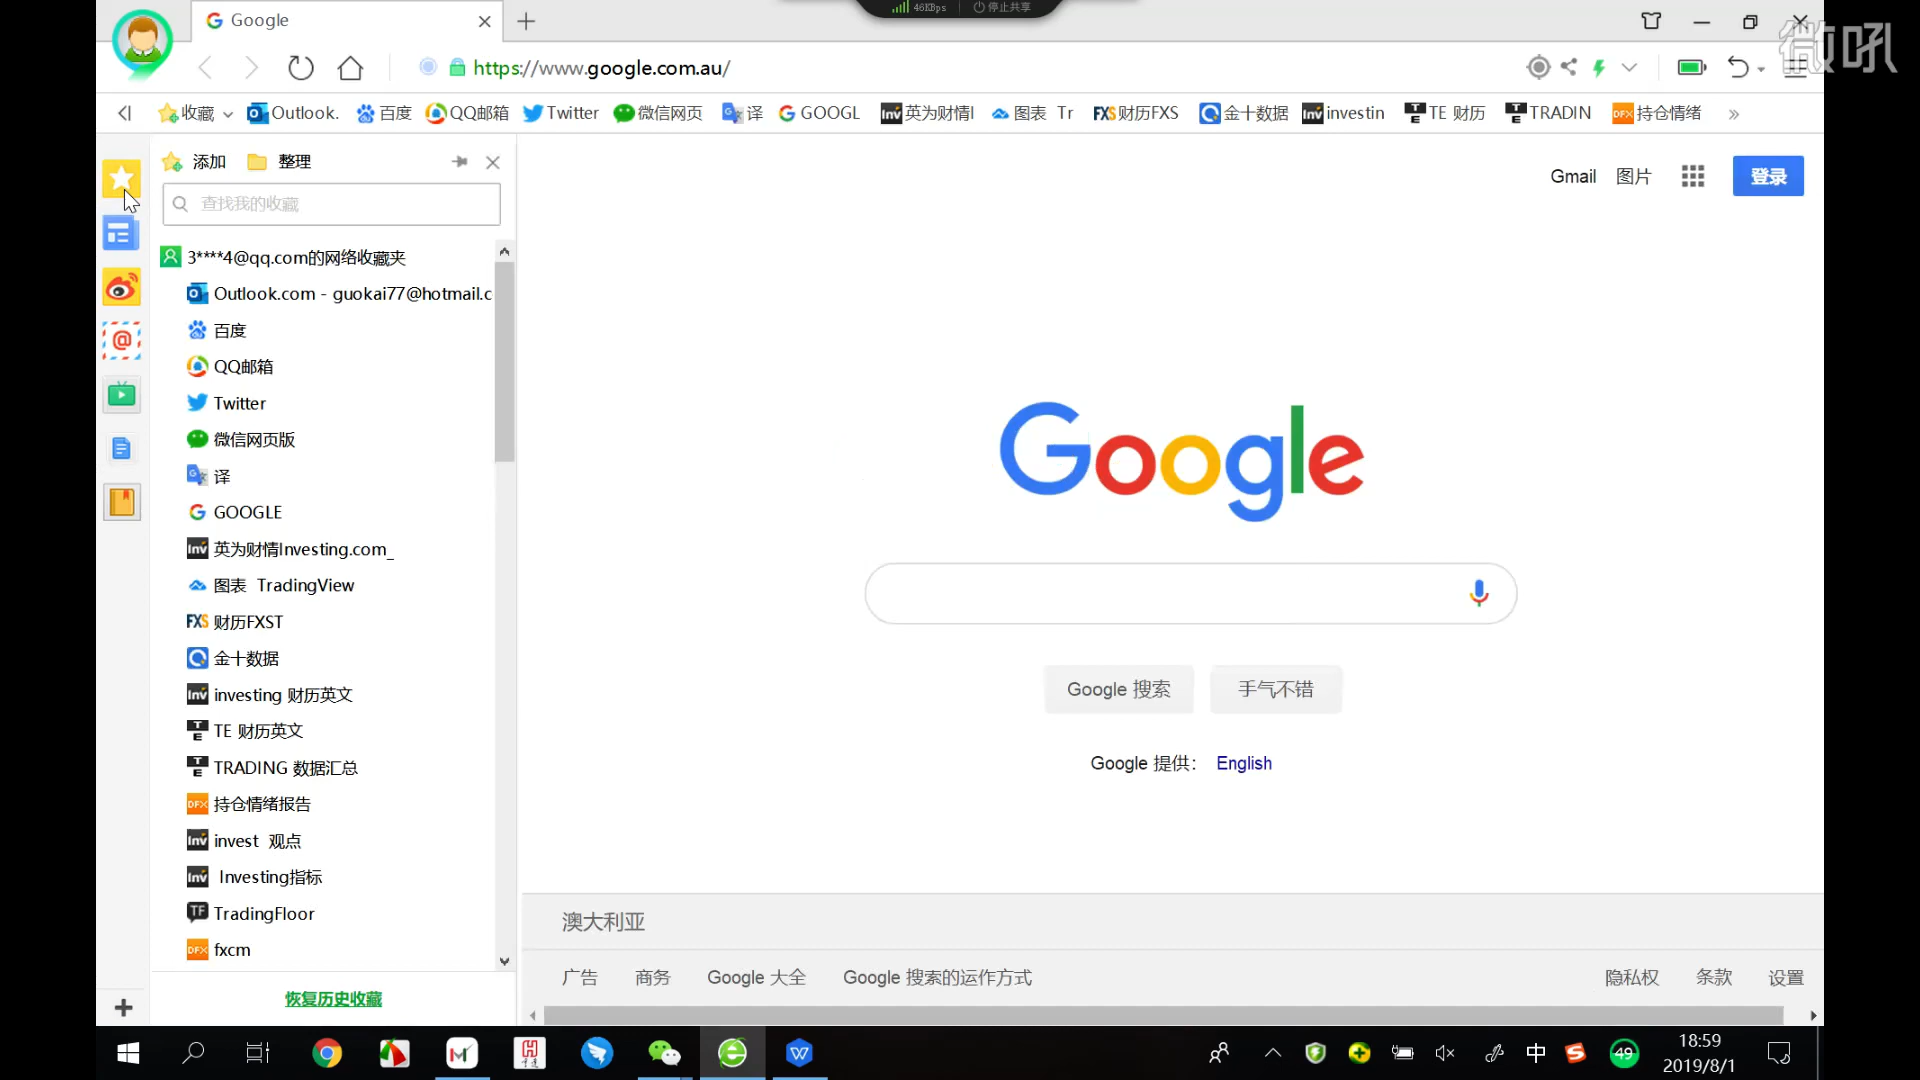 46KBps 停止共享
微吼
Google
https://www.google.com.au/
收藏 Outlook. 百度 QQ邮箱 Twitter 微信网页 译 GOOGL 英为财情I 图表 Tr 财历FXS 金十数据 investin TE 财历 TRADIN 持仓情绪
添加 整理
查找我的收藏
3****4@qq.com的网络收藏夹
Outlook.com - guokai77@hotmail.c
百度
QQ邮箱
Twitter
微信网页版
译
GOOGLE
英为财情Investing.com_
图表 TradingView
财历FXST
金十数据
investing 财历英文
TE 财历英文
TRADING 数据汇总
持仓情绪报告
invest 观点
Investing指标
TradingFloor
fxcm
恢复历史收藏
Gmail 图片 登录
Google
Google 搜索 手气不错
Google 提供： English
澳大利亚
广告 商务 Google 大全 Google 搜索的运作方式 隐私权 条款 设置
中 49 18:59
2019/8/1